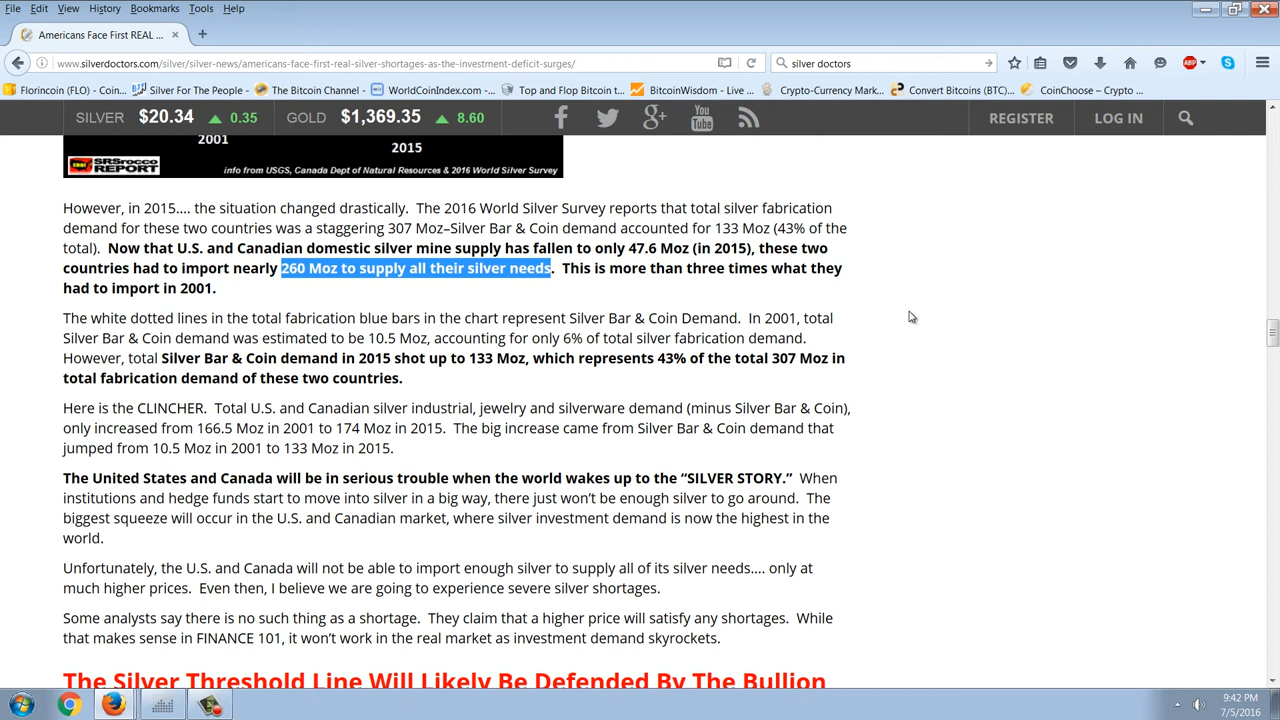 File Edit View History Bookmarks Tools Help
Americans Face First REAL ... × +
www.silverdoctors.com/silver/silver-news/americans-face-first-real-silver-shortages-as-the-investment-deficit-surges/
silver doctors
Florincoin (FLO) - Coin... Silver For The People - The Bitcoin Channel - WorldCoinIndex.com -... Top and Flop Bitcoin t... BitcoinWisdom - Live ... Crypto-Currency Mark... Convert Bitcoins (BTC)... CoinChoose – Crypto ...
SILVER $20.34 ▲ 0.35 GOLD $1,369.35 ▲ 8.60 REGISTER LOG IN
You Tube
2001
2015
SRSrocco REPORT
info from USGS, Canada Dept of Natural Resources & 2016 World Silver Survey
However, in 2015.... the situation changed drastically. The 2016 World Silver Survey reports that total silver fabrication
demand for these two countries was a staggering 307 Moz–Silver Bar & Coin demand accounted for 133 Moz (43% of the
total). Now that U.S. and Canadian domestic silver mine supply has fallen to only 47.6 Moz (in 2015), these two
countries had to import nearly 260 Moz to supply all their silver needs. This is more than three times what they
had to import in 2001.
The white dotted lines in the total fabrication blue bars in the chart represent Silver Bar & Coin Demand. In 2001, total
Silver Bar & Coin demand was estimated to be 10.5 Moz, accounting for only 6% of total silver fabrication demand.
However, total Silver Bar & Coin demand in 2015 shot up to 133 Moz, which represents 43% of the total 307 Moz in
total fabrication demand of these two countries.
Here is the CLINCHER. Total U.S. and Canadian silver industrial, jewelry and silverware demand (minus Silver Bar & Coin),
only increased from 166.5 Moz in 2001 to 174 Moz in 2015. The big increase came from Silver Bar & Coin demand that
jumped from 10.5 Moz in 2001 to 133 Moz in 2015.
The United States and Canada will be in serious trouble when the world wakes up to the “SILVER STORY.” When
institutions and hedge funds start to move into silver in a big way, there just won’t be enough silver to go around. The
biggest squeeze will occur in the U.S. and Canadian market, where silver investment demand is now the highest in the
world.
Unfortunately, the U.S. and Canada will not be able to import enough silver to supply all of its silver needs.... only at
much higher prices. Even then, I believe we are going to experience severe silver shortages.
Some analysts say there is no such thing as a shortage. They claim that a higher price will satisfy any shortages. While
that makes sense in FINANCE 101, it won’t work in the real market as investment demand skyrockets.
The Silver Threshold Line Will Likely Be Defended By The Bullion
9:42 PM
7/5/2016